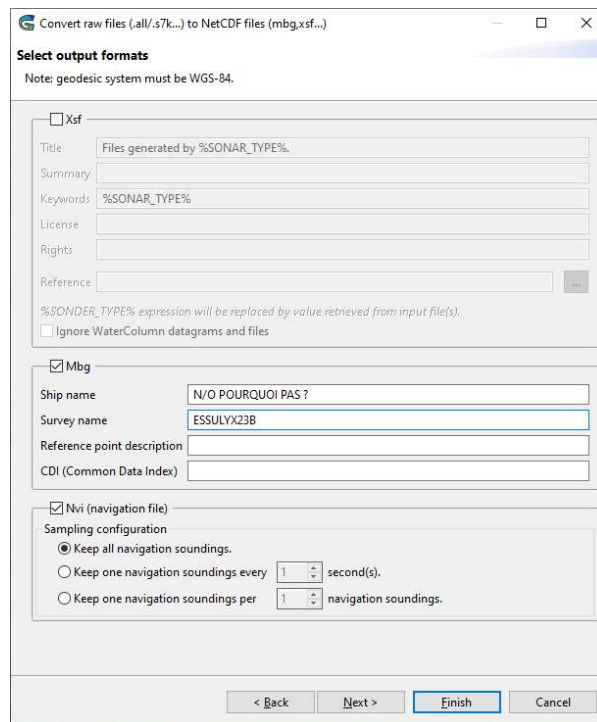 Convert raw files (.all/.s7k...) to NetCDF files (mbg,xsf...)
Select output formats
Note: geodesic system must be WGS-84.
Xsf
Title Files generated by %SONAR_TYPE%.
Summary
Keywords %SONAR_TYPE%
License
Rights
Reference ...
%SONDER_TYPE% expression will be replaced by value retrieved from input file(s).
Ignore WaterColumn datagrams and files
Mbg
Ship name N/O POURQUOI PAS ?
Survey name ESSULYX23B
Reference point description
CDI (Common Data Index)
Nvi (navigation file)
Sampling configuration
Keep all navigation soundings.
Keep one navigation soundings every 1 second(s).
Keep one navigation soundings per 1 navigation soundings.
< Back Next > Finish Cancel